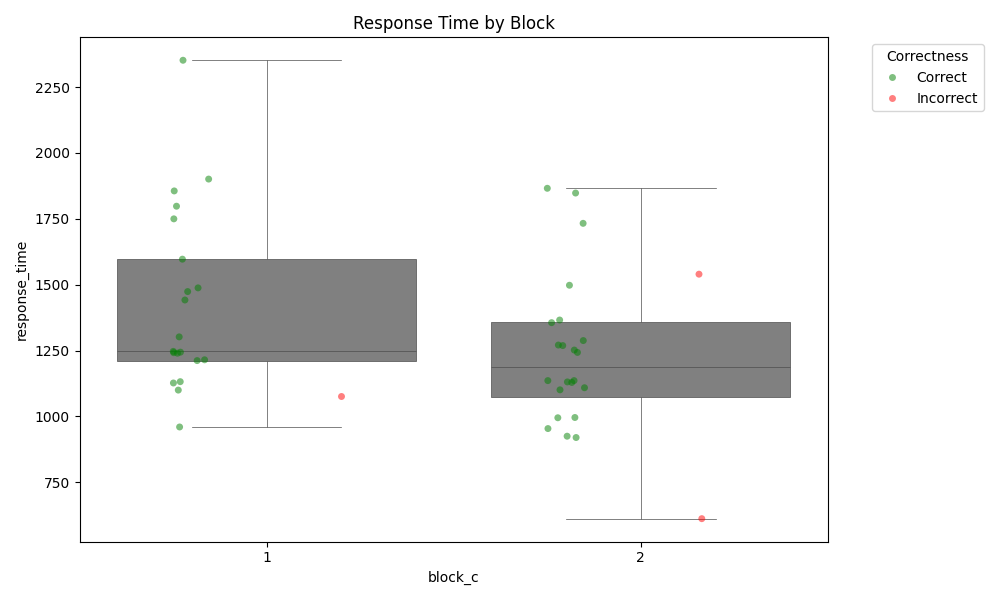 Response Time by Block
Correctness
Correct
Incorrect
2250
2000
1750
1500
1250
1000
750
response_time
1
2
block_c